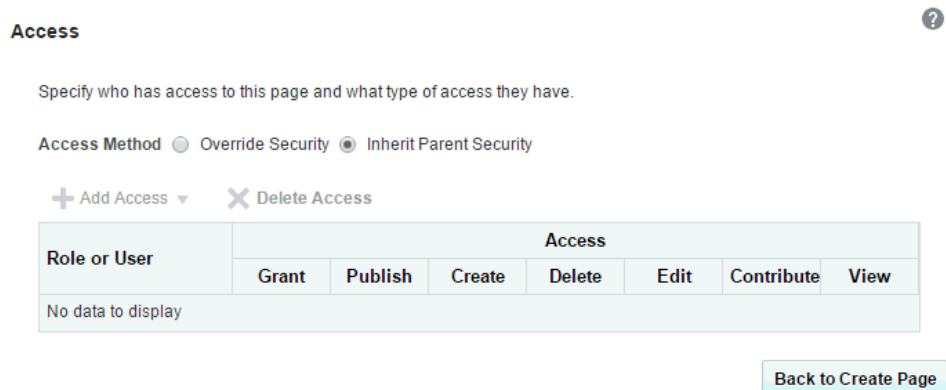 Access
Specify who has access to this page and what type of access they have.
Access Method Override Security Inherit Parent Security
Add Access Delete Access
Role or User
Access
Grant Publish Create Delete Edit Contribute View
No data to display
Back to Create Page